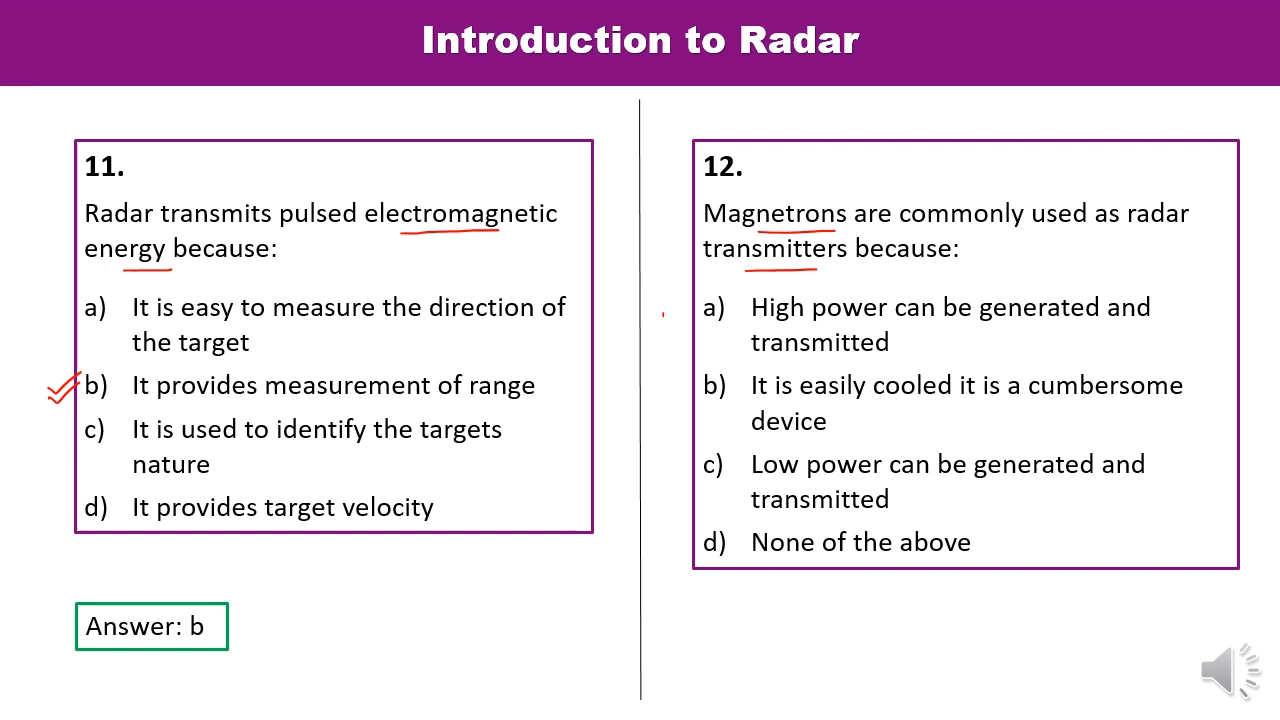 Introduction to Radar
11.
Radar transmits pulsed electromagnetic
energy because:
a) It is easy to measure the direction of
the target
b) It provides measurement of range
c) It is used to identify the targets
nature
d) It provides target velocity
Answer: b
12.
Magnetrons are commonly used as radar
transmitters because:
a) High power can be generated and
transmitted
b) It is easily cooled it is a cumbersome
device
c) Low power can be generated and
transmitted
d) None of the above